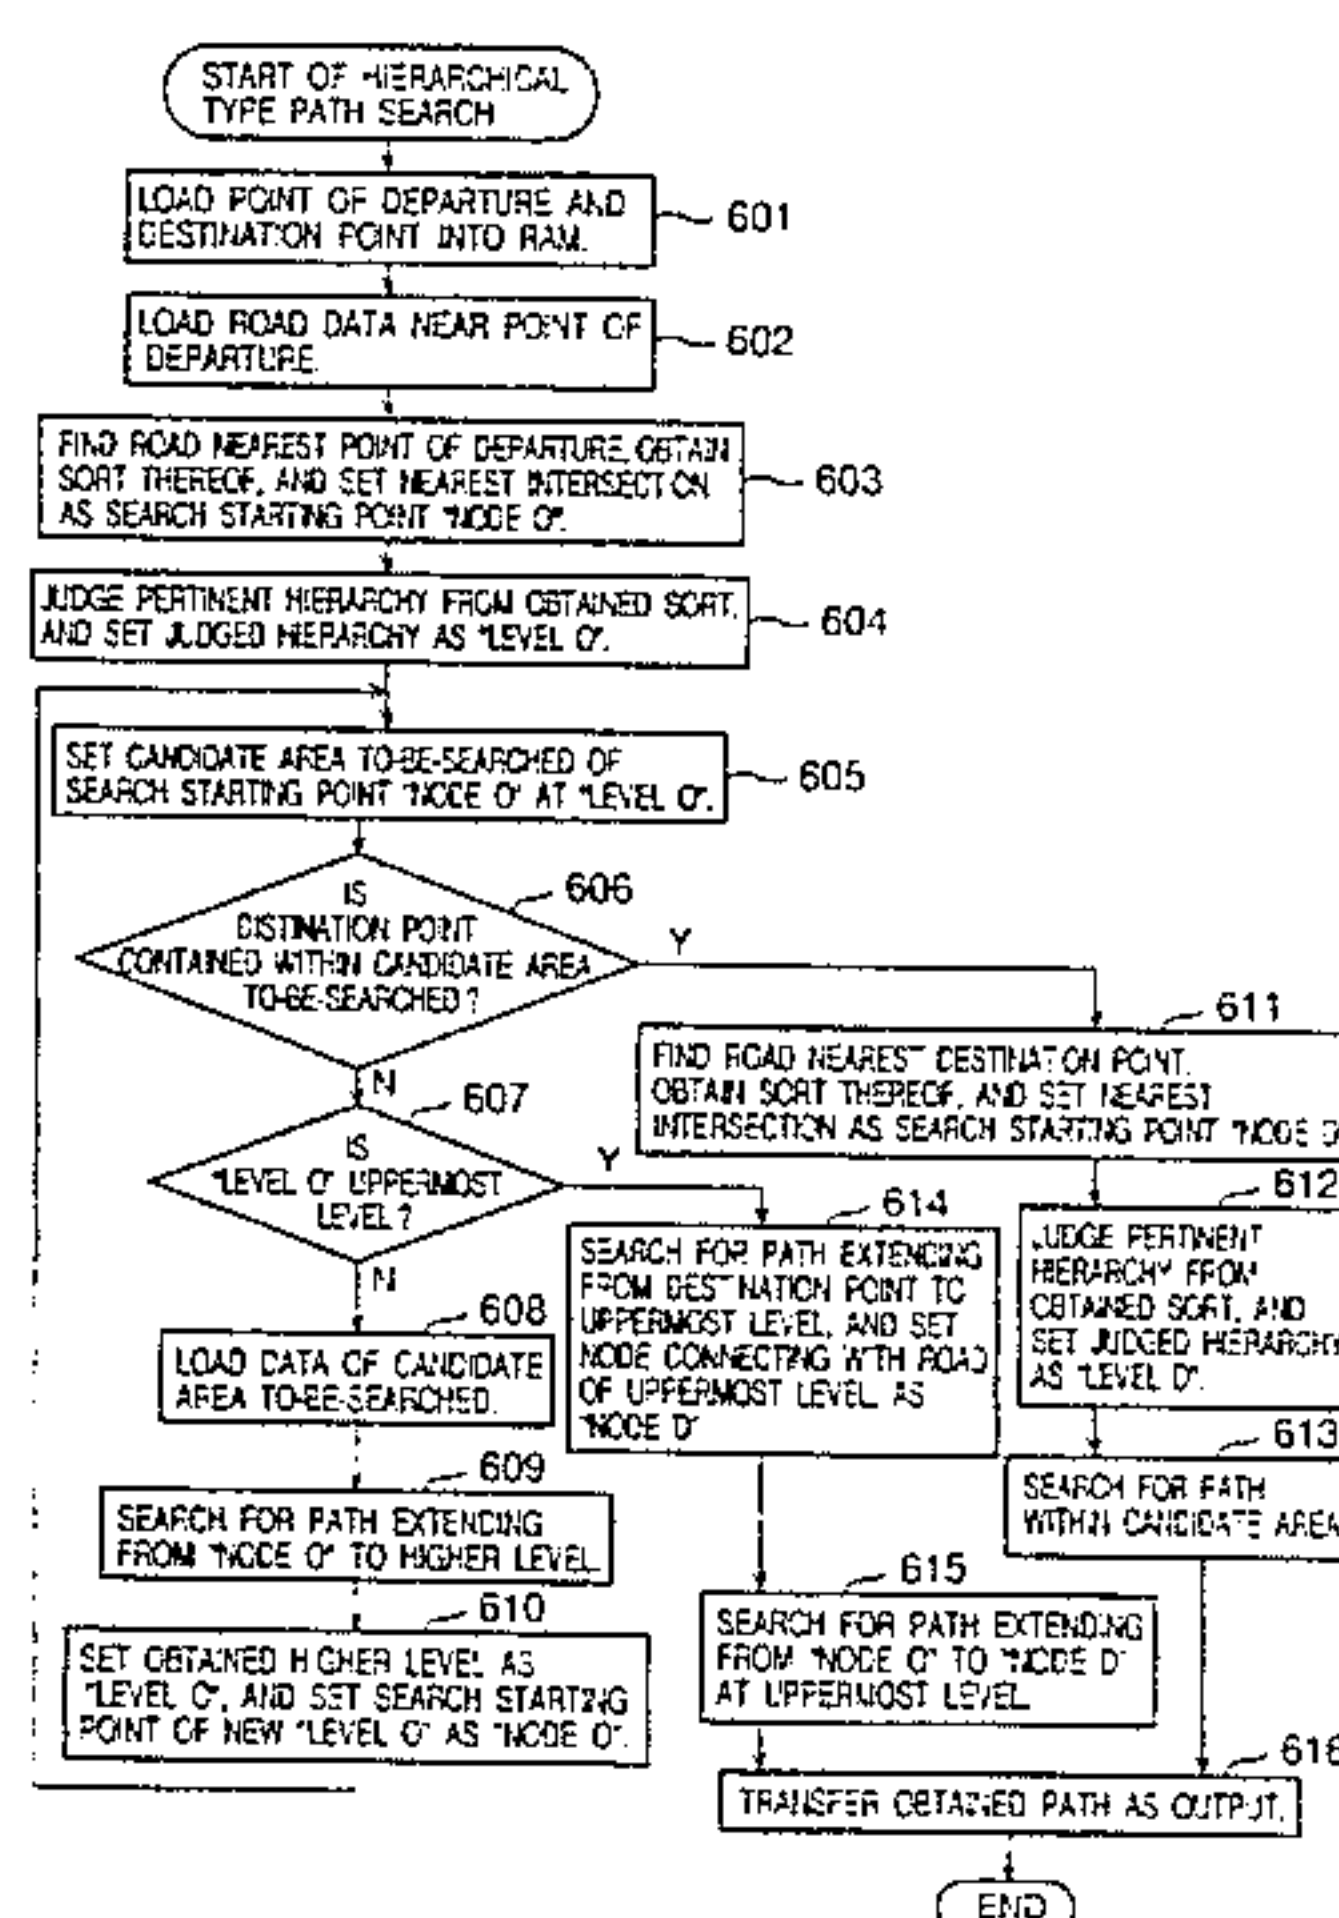 START OF HIERARCHICAL
TYPE PATH SEARCH
LOAD POINT OF DEPARTURE AND
DESTINATION POINT INTO RAM.
601
LOAD ROAD DATA NEAR POINT OF
DEPARTURE.
602
FIND ROAD NEAREST POINT OF DEPARTURE, OBTAIN
SORT THEREOF, AND SET NEAREST INTERSECTION
AS SEARCH STARTING POINT "NODE O".
603
JUDGE PERTINENT HIERARCHY FROM OBTAINED SORT,
AND SET JUDGED HIERARCHY AS "LEVEL O".
604
SET CANDIDATE AREA TO-BE-SEARCHED OF
SEARCH STARTING POINT "NODE O" AT "LEVEL O".
605
IS
DISTINATION POINT
CONTAINED WITHIN CANDIDATE AREA
TO-BE-SEARCHED ?
606
Y
N
IS
"LEVEL O" UPPERMOST
LEVEL ?
607
Y
N
LOAD DATA OF CANDIDATE
AREA TO-BE-SEARCHED.
608
SEARCH FOR PATH EXTENDING
FROM "NODE O" TO HIGHER LEVEL.
609
SET OBTAINED HIGHER LEVEL AS
"LEVEL O", AND SET SEARCH STARTING
POINT OF NEW "LEVEL O" AS "NODE O".
610
611
FIND ROAD NEAREST DESTINATION POINT,
OBTAIN SORT THEREOF, AND SET NEAREST
INTERSECTION AS SEARCH STARTING POINT "NODE D
612
JUDGE PERTINENT
HIERARCHY FROM
OBTAINED SORT, AND
SET JUDGED HIERARCHY
AS "LEVEL D".
613
SEARCH FOR PATH
WITHIN CANDIDATE AREA
614
SEARCH FOR PATH EXTENDING
FROM DESTINATION POINT TO
UPPERMOST LEVEL, AND SET
NODE CONNECTING WITH ROAD
OF UPPERMOST LEVEL, AS
"NODE D"
615
SEARCH FOR PATH EXTENDING
FROM "NODE O" TO "NODE D"
AT UPPERMOST LEVEL.
616
TRANSFER OBTAINED PATH AS OUTPUT.
END